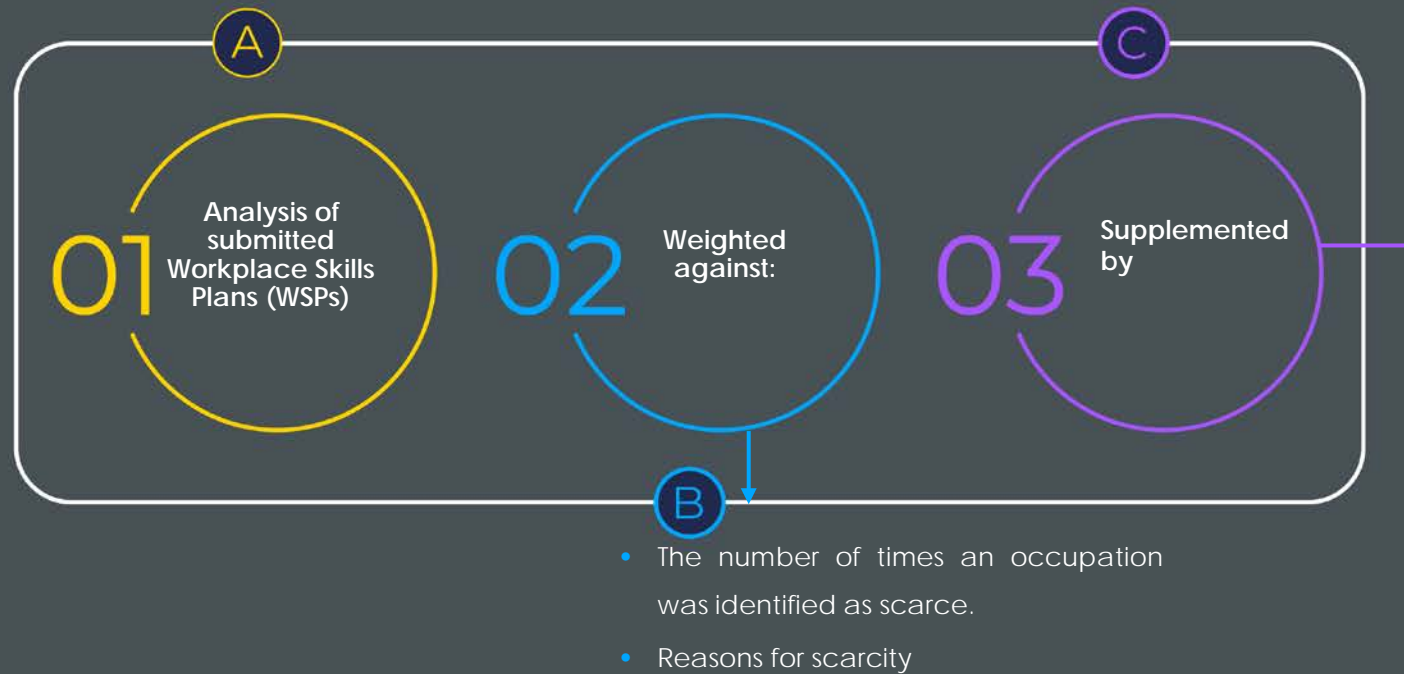 A
C
01
Analysis of
submitted
Workplace Skills
Plans (WSPs)
02
Weighted
against:
03
Supplemented
by
B
• The number of times an occupation
was identified as scarce.
• Reasons for scarcity